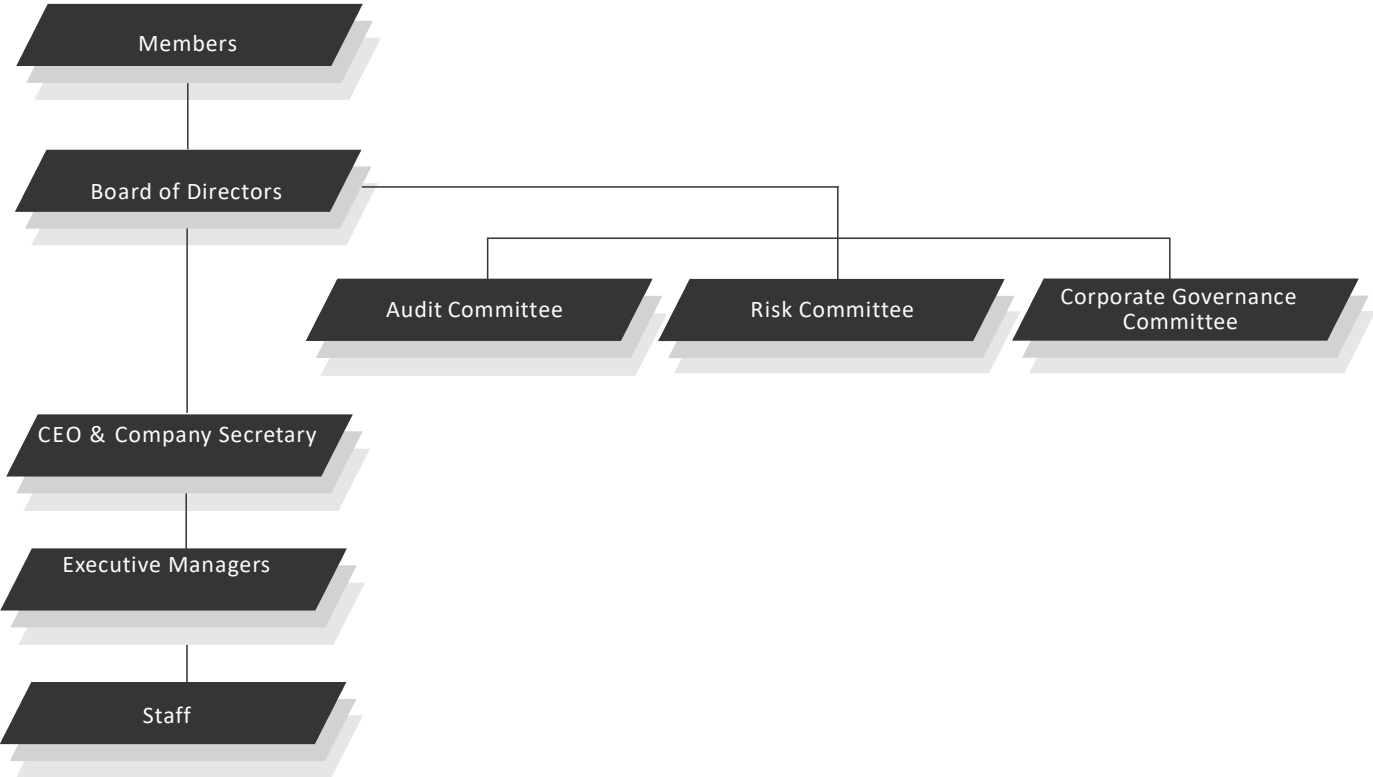 Members
Board of Directors
Audit Committee
Risk Committee
Corporate Governance
Committee
CEO & Company Secretary
Executive Managers
Staff